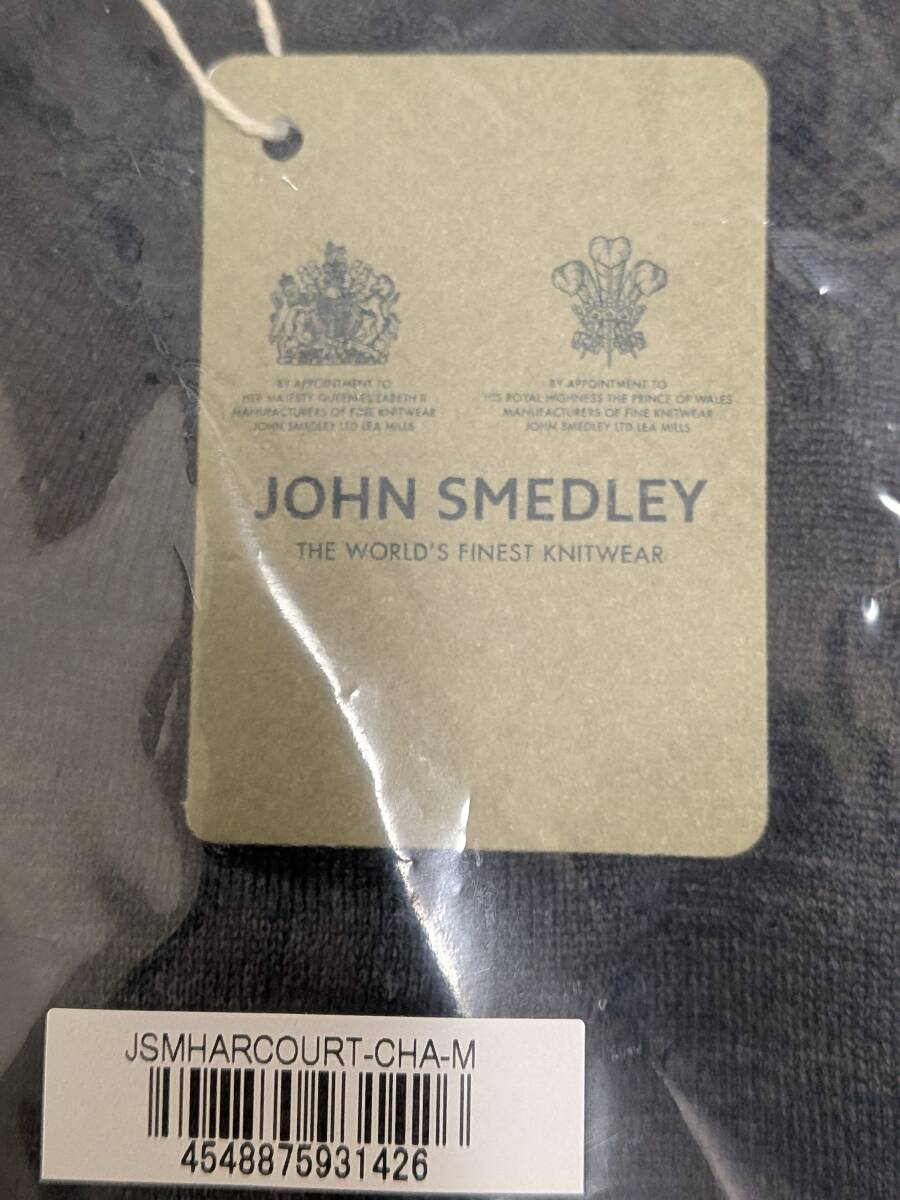 BY APPOINTMENT TO
HER MAJESTY QUEEN ELIZABETH II
MANUFACTURERS OF FINE KNITWEAR
JOHN SMEDLEY LTD LEA MILLS
BY APPOINTMENT TO
HIS ROYAL HIGHNESS THE PRINCE OF WALES
MANUFACTURERS OF FINE KNITWEAR
JOHN SMEDLEY LTD LEA MILLS
JOHN SMEDLEY
THE WORLD'S FINEST KNITWEAR
JSMHARCOURT-CHA-M
4548875931426